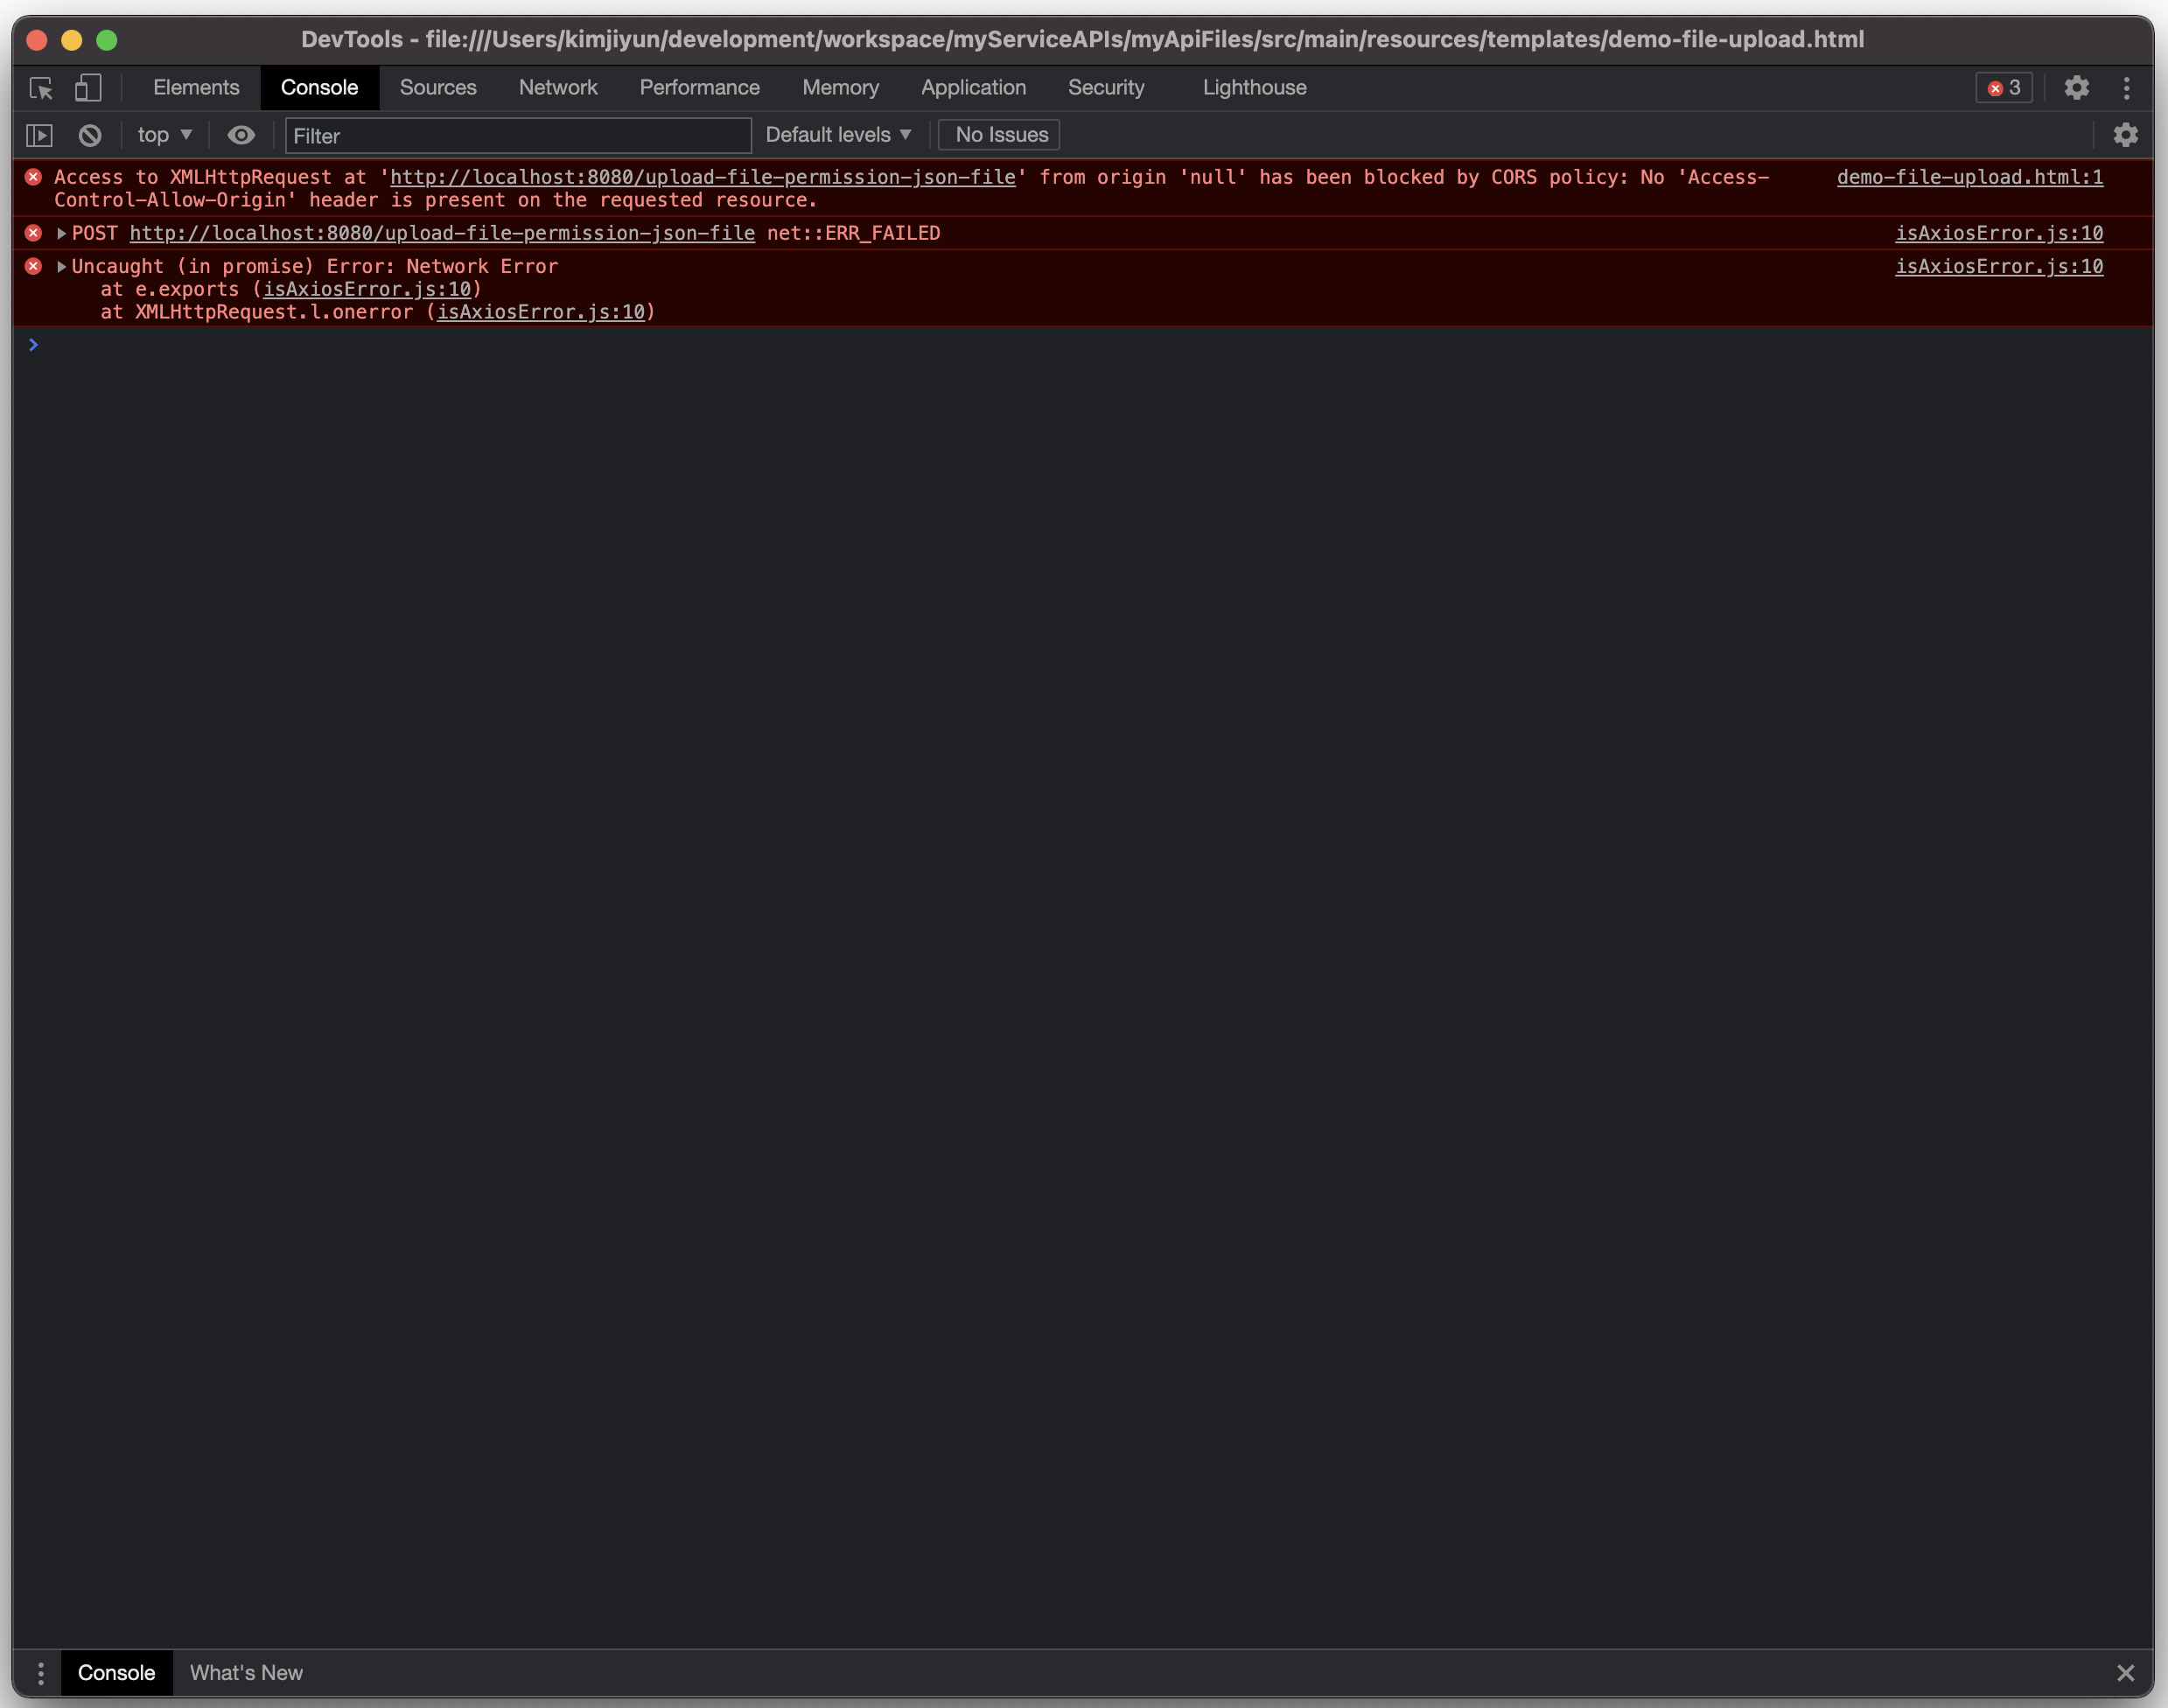 DevTools - file:///Users/kimjiyun/development/workspace/myServiceAPIs/myApiFiles/src/main/resources/templates/demo-file-upload.html
Elements Console Sources Network Performance Memory Application Security Lighthouse 3
top Filter Default levels No Issues
Access to XMLHttpRequest at 'http://localhost:8080/upload-file-permission-json-file' from origin 'null' has been blocked by CORS policy: No 'Access- demo-file-upload.html:1
Control-Allow-Origin' header is present on the requested resource.
POST http://localhost:8080/upload-file-permission-json-file net::ERR_FAILED isAxiosError.js:10
Uncaught (in promise) Error: Network Error isAxiosError.js:10
at e.exports (isAxiosError.js:10)
at XMLHttpRequest.l.onerror (isAxiosError.js:10)
Console What's New